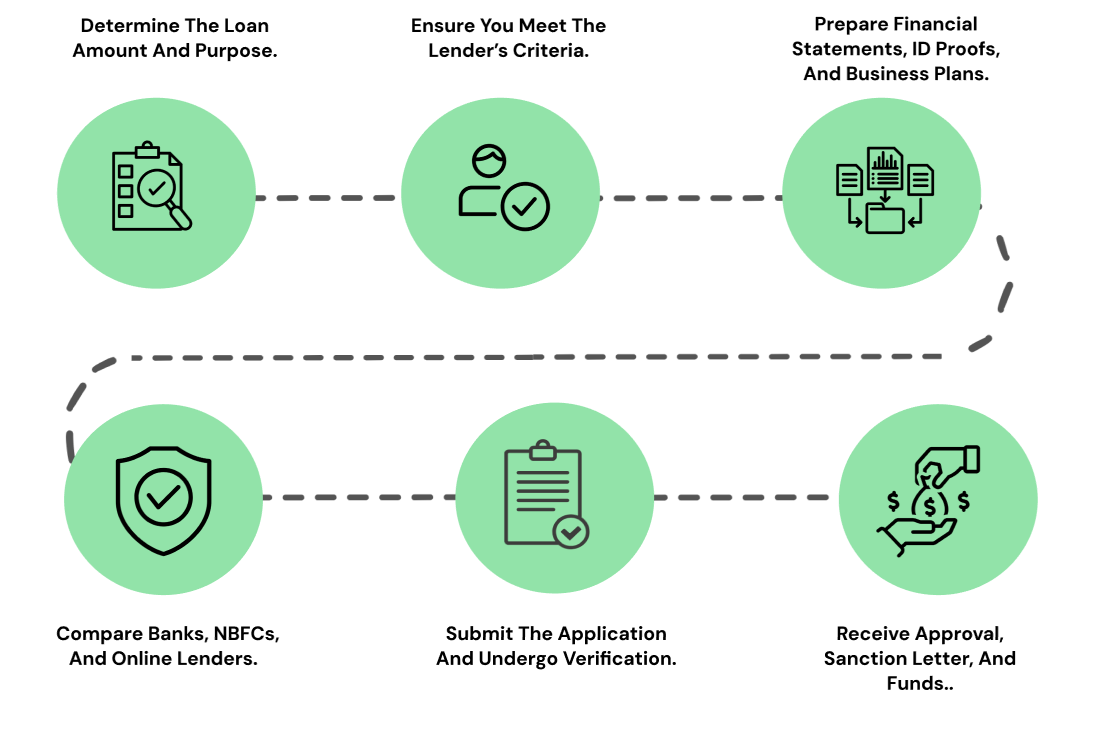 Determine The Loan
Amount And Purpose.
Ensure You Meet The
Lender’s Criteria.
Prepare Financial
Statements, ID Proofs,
And Business Plans.
Compare Banks, NBFCs,
And Online Lenders.
Submit The Application
And Undergo Verification.
Receive Approval,
Sanction Letter, And
Funds..
$
$
$